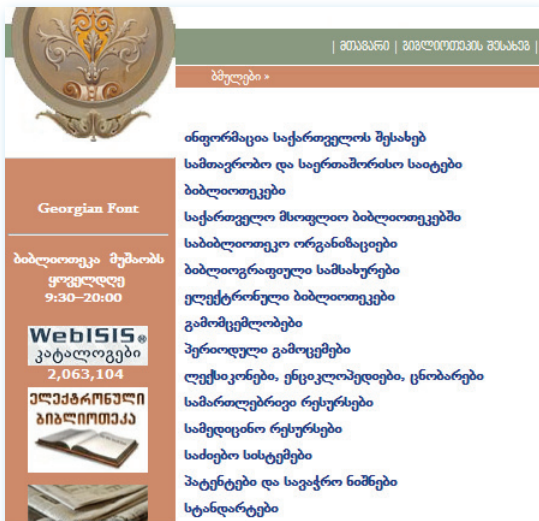 | მთავარი | ბიბლიოთეკის შესახებ |
ბმულები »
ინფორმაცია საქართველოს შესახებ
სამთავრობო და საერთაშორისო საიტები
ბიბლიოთეკები
საქართველო მსოფლიო ბიბლიოთეკებში
საბიბლიოთეკო ორგანიზაციები
ბიბლიოგრაფიული სამსახურები
ელექტრონული ბიბლიოთეკები
გამომცემლობები
პერიოდული გამოცემები
ლექსიკონები, ენციკლოპედიები, ცნობარები
სამართლებრივი რესურსები
სამედიცინო რესურსები
საძიებო სისტემები
პატენტები და სავაჭრო ნიშნები
სტანდარტები
Georgian Font
ბიბლიოთეკა მუშაობს
ყოველდღე
9:30–20:00
WebISIS®
კატალოგები
2,063,104
ელექტრონული
ბიბლიოთეკა